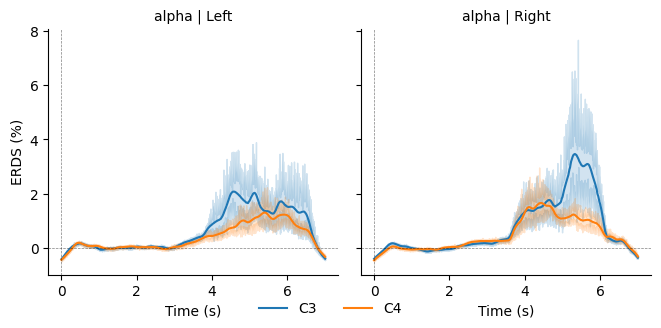 alpha | Left
alpha | Right
ERDS (%)
8
6
4
2
0
0 2 4 6
0 2 4 6
Time (s)
Time (s)
C3 C4